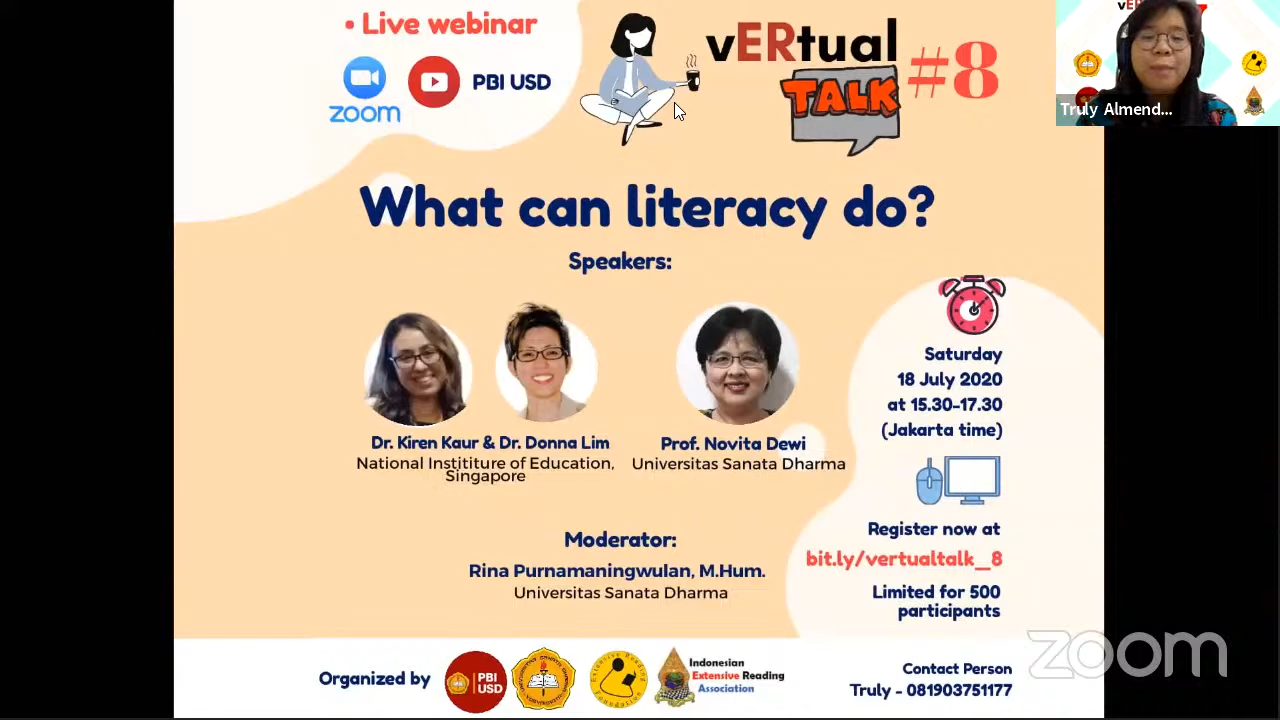 • Live webinar
zoom
PBI USD
vERtual
TALK
#8
Truly Almend...
What can literacy do?
Speakers:
Dr. Kiren Kaur & Dr. Donna Lim
National Instititure of Education,
Singapore
Prof. Novita Dewi
Universitas Sanata Dharma
Saturday
18 July 2020
at 15.30-17.30
(Jakarta time)
Register now at
bit.ly/vertualtalk_8
Limited for 500
participants
Moderator:
Rina Purnamaningwulan, M.Hum.
Universitas Sanata Dharma
Organized by
PBI
USD
Indonesian
Extensive Reading
Association
Contact Person
Truly - 081903751177
zoom